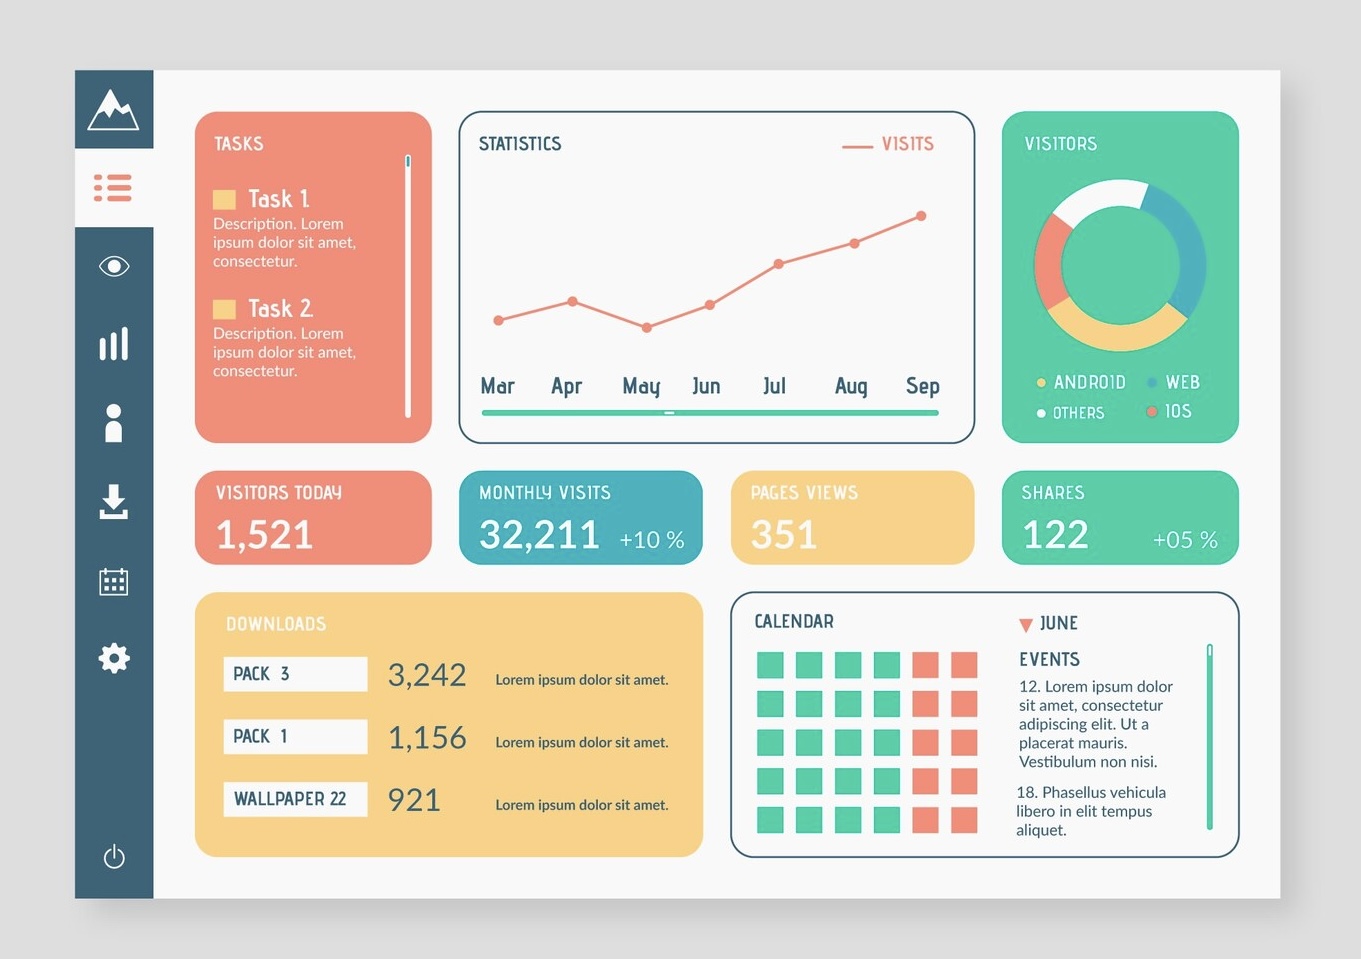 TASKS
Task 1.
Description. Lorem
ipsum dolor sit amet,
consectetur.
Task 2.
Description. Lorem
ipsum dolor sit amet,
consectetur.
STATISTICS
VISITS
Mar Apr May Jun Jul Aug Sep
VISITORS
ANDROID WEB
OTHERS IOS
VISITORS TODAY
1,521
MONTHLY VISITS
32,211 +10 %
PAGES VIEWS
351
SHARES
122 +05 %
DOWNLOADS
PACK 3 3,242 Lorem ipsum dolor sit amet.
PACK 1 1,156 Lorem ipsum dolor sit amet.
WALLPAPER 22 921 Lorem ipsum dolor sit amet.
CALENDAR
JUNE
EVENTS
12. Lorem ipsum dolor
sit amet, consectetur
adipiscing elit. Ut a
placerat mauris.
Vestibulum non nisi.
18. Phasellus vehicula
libero in elit tempus
aliquet.